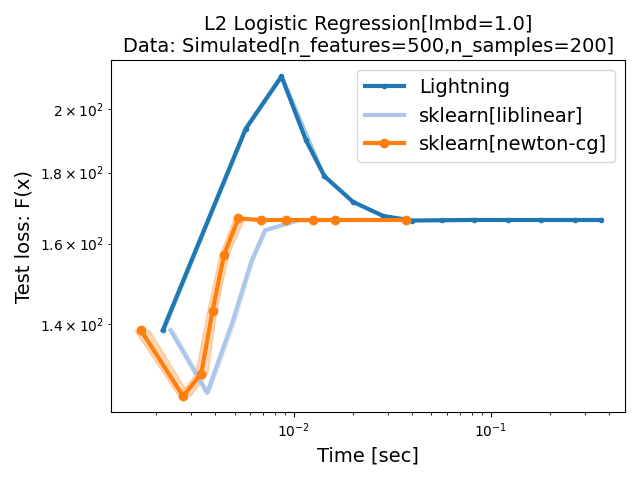 L2 Logistic Regression[lmbd=1.0]
Data: Simulated[n_features=500,n_samples=200]
Test loss: F(x)
2 × 10²
1.8 × 10²
1.6 × 10²
1.4 × 10²
Lightning
sklearn[liblinear]
sklearn[newton-cg]
10⁻² 10⁻¹
Time [sec]